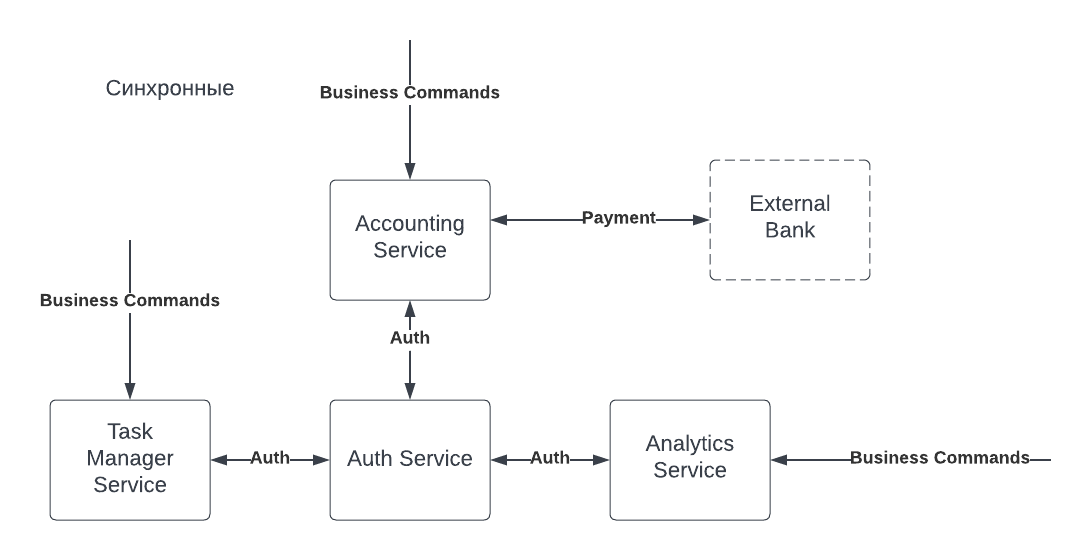 Синхронные
Business Commands
Accounting
Service
Payment
External
Bank
Business Commands
Auth
Task
Manager
Service
Auth
Auth Service
Auth
Analytics
Service
Business Commands